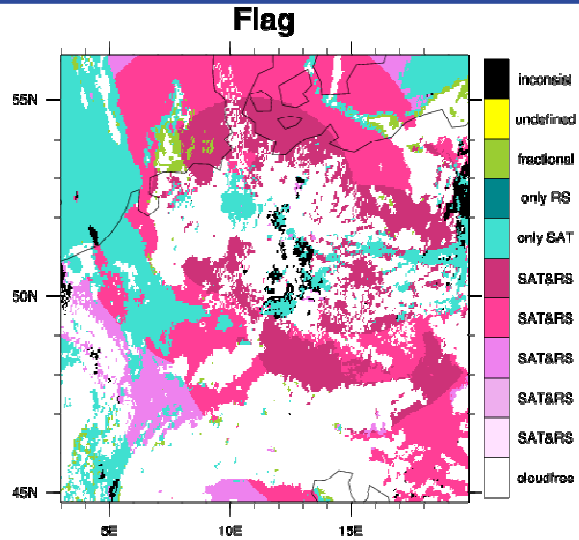 Flag
55N
50N
45N
5E
10E
15E
inconsist
undefined
fractional
only RS
only SAT
SAT&RS
SAT&RS
SAT&RS
SAT&RS
SAT&RS
cloudfree